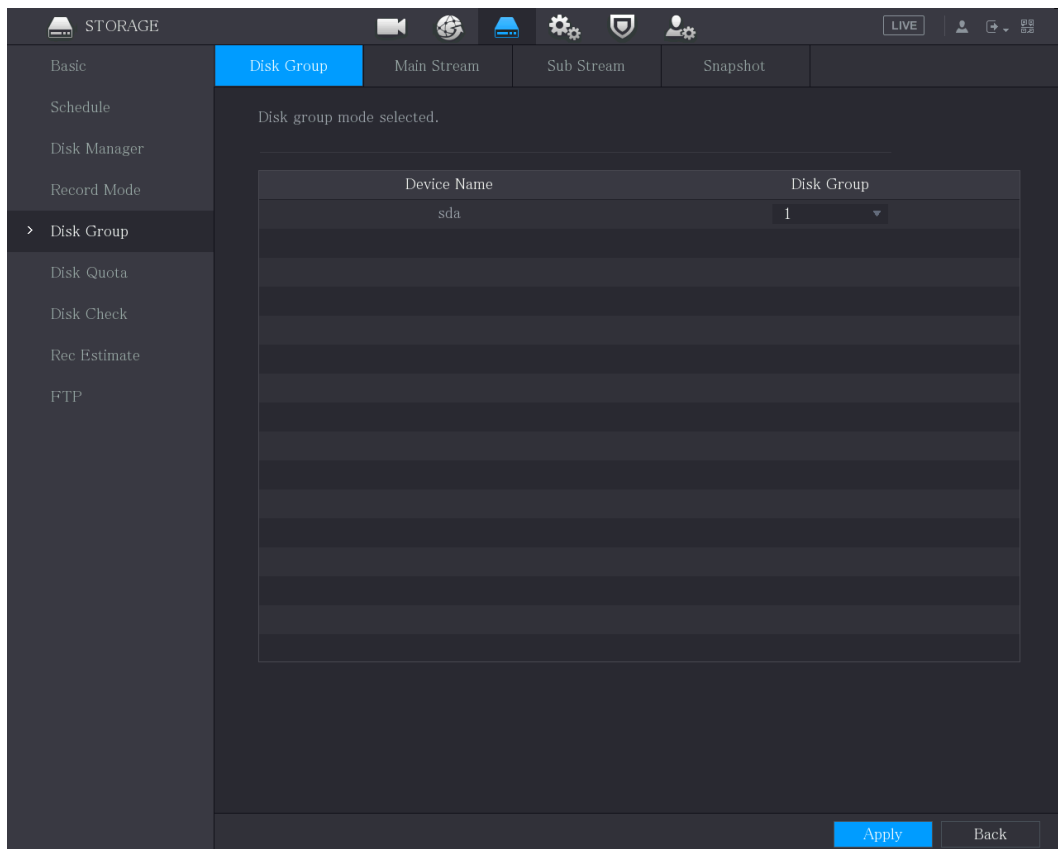 STORAGE
LIVE
Basic
Schedule
Disk Manager
Record Mode
Disk Group
Disk Quota
Disk Check
Rec Estimate
FTP
Disk Group Main Stream Sub Stream Snapshot
Disk group mode selected.
Device Name Disk Group
sda 1
Apply Back